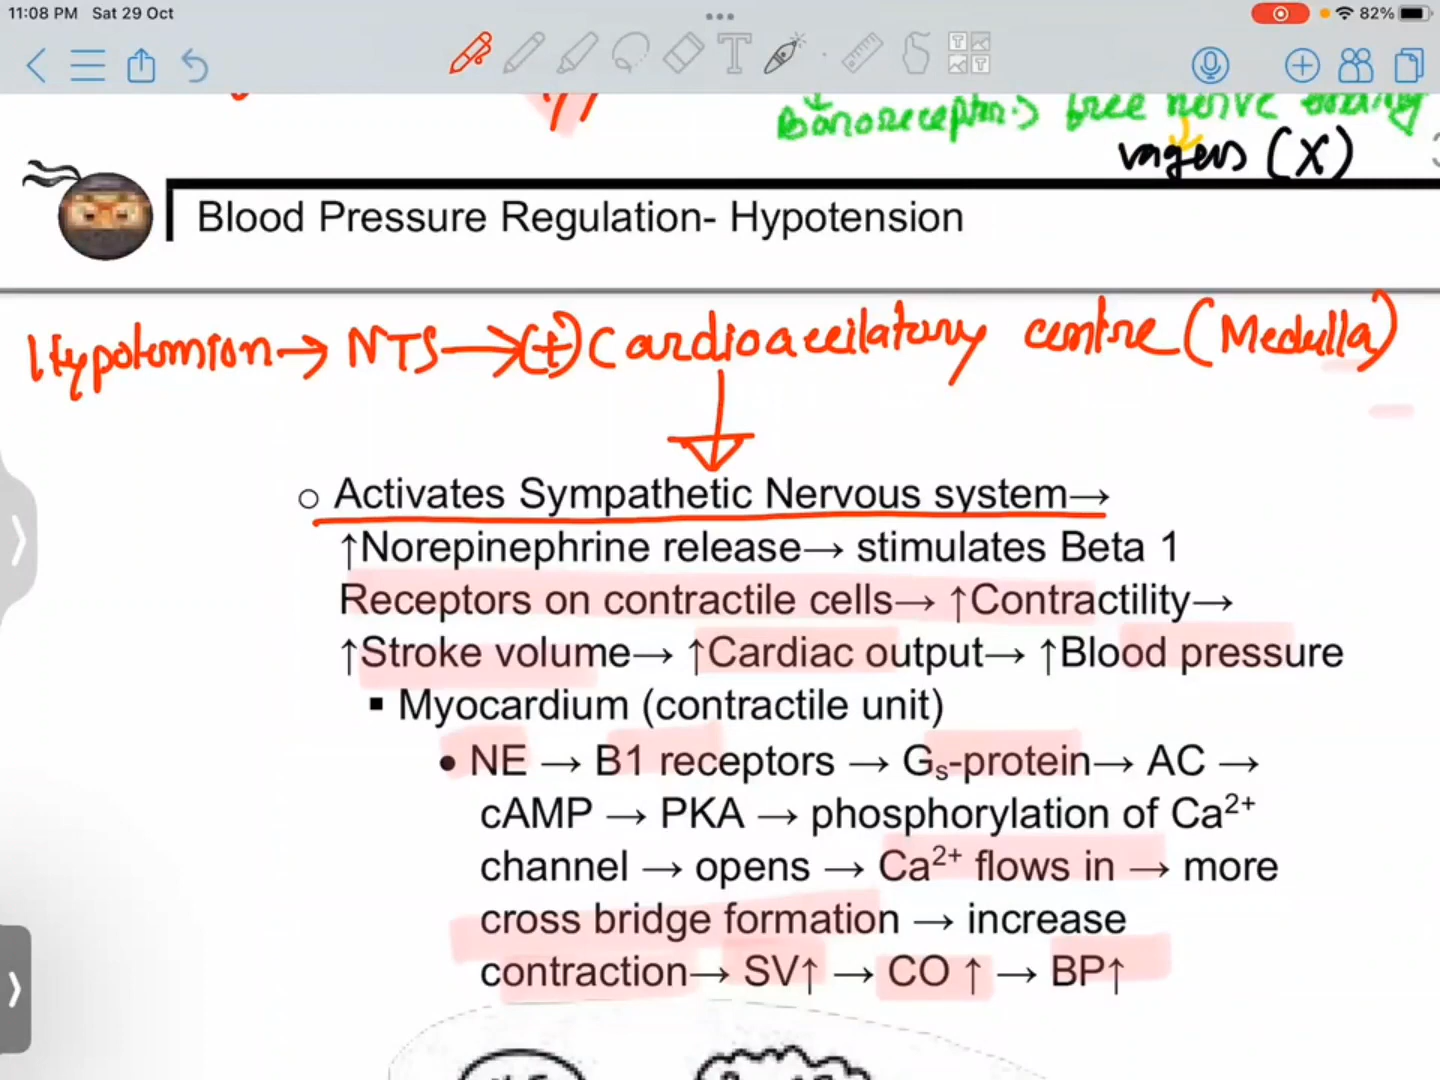 11:08 PM Sat 29 Oct
82%
Baroreceptors free nerve ending
vagus (X)
Blood Pressure Regulation- Hypotension
Hypotension→ NTS→(+) Cardioaccilatory centre (Medulla)
○ Activates Sympathetic Nervous system→
↑Norepinephrine release→ stimulates Beta 1
Receptors on contractile cells→ ↑Contractility→
↑Stroke volume→ ↑Cardiac output→ ↑Blood pressure
▪ Myocardium (contractile unit)
● NE → B1 receptors → Gs-protein→ AC →
cAMP → PKA → phosphorylation of Ca²⁺
channel → opens → Ca²⁺ flows in → more
cross bridge formation → increase
contraction→ SV↑ → CO ↑ → BP↑